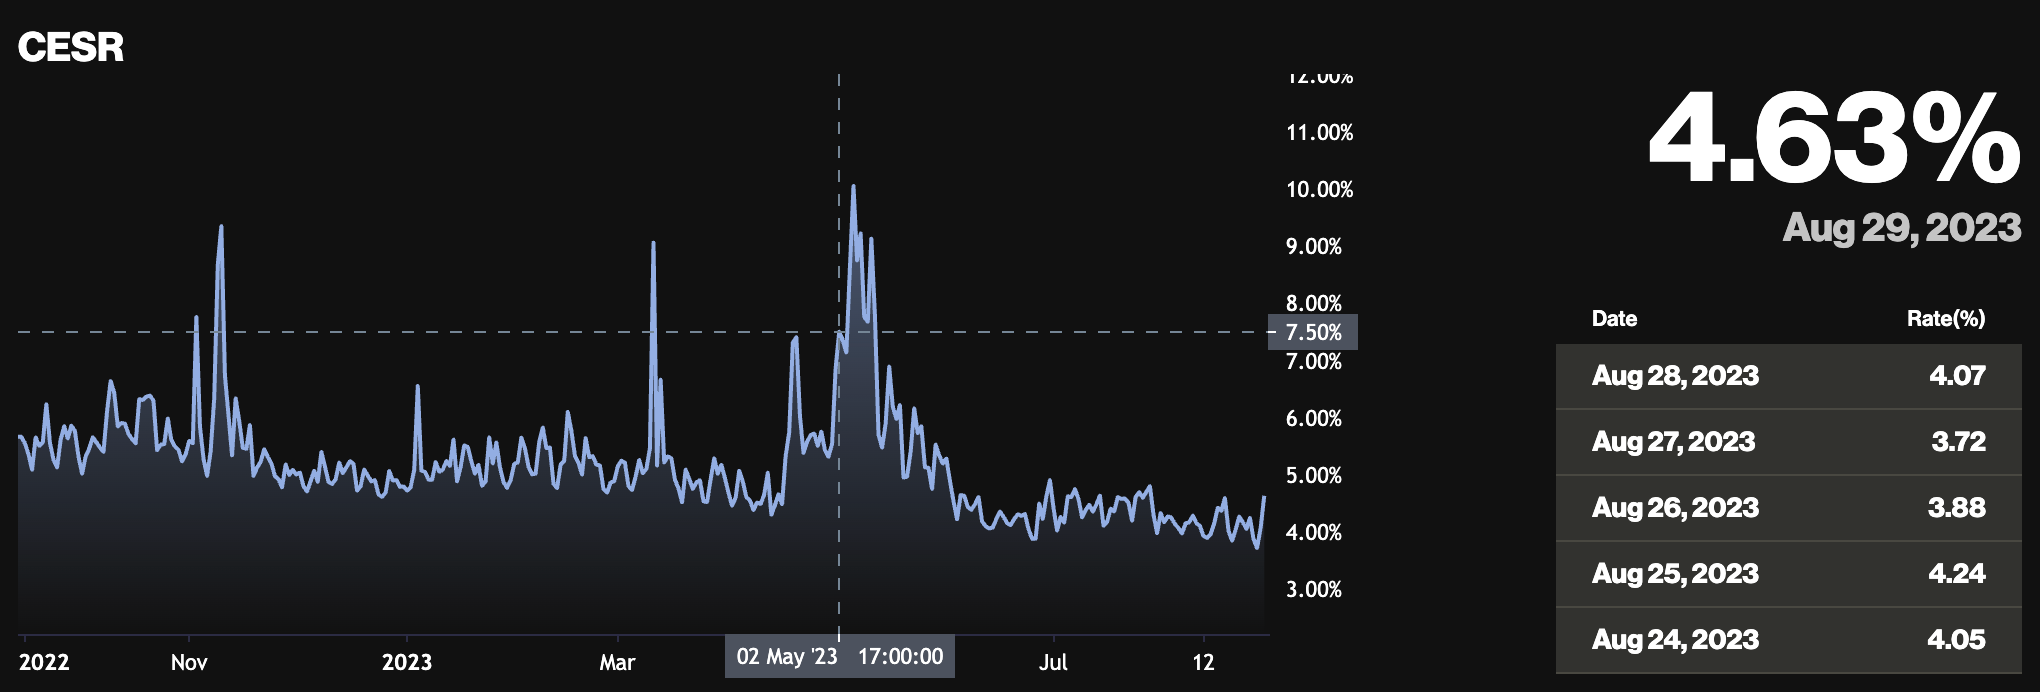 CESR
12.00%
11.00%
10.00%
9.00%
8.00%
7.50%
7.00%
6.00%
5.00%
4.00%
3.00%
2022 Nov 2023 Mar 02 May '23 17:00:00 Jul 12
4.63%
Aug 29, 2023
Date Rate(%)
Aug 28, 2023 4.07
Aug 27, 2023 3.72
Aug 26, 2023 3.88
Aug 25, 2023 4.24
Aug 24, 2023 4.05